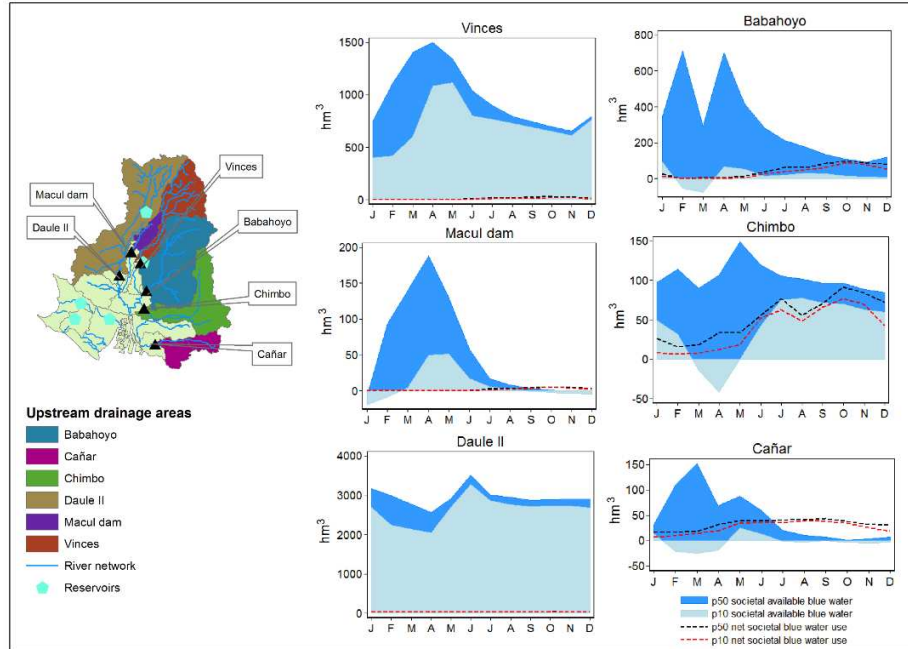 Vinces
Macul dam
Daule II
Babahoyo
Chimbo
Cañar
Upstream drainage areas
Babahoyo
Cañar
Chimbo
Daule II
Macul dam
Vinces
River network
Reservoirs
Vinces
hm³
1500
1000
500
0
J F M A M J J A S O N D
Babahoyo
hm³
800
600
400
200
0
J F M A M J J A S O N D
Macul dam
hm³
200
150
100
50
0
J F M A M J J A S O N D
Chimbo
hm³
150
100
50
0
-50
J F M A M J J A S O N D
Daule II
hm³
4000
3000
2000
1000
0
J F M A M J J A S O N D
Cañar
hm³
150
100
50
0
-50
J F M A M J J A S O N D
p50 societal available blue water
p10 societal available blue water
p50 net societal blue water use
p10 net societal blue water use